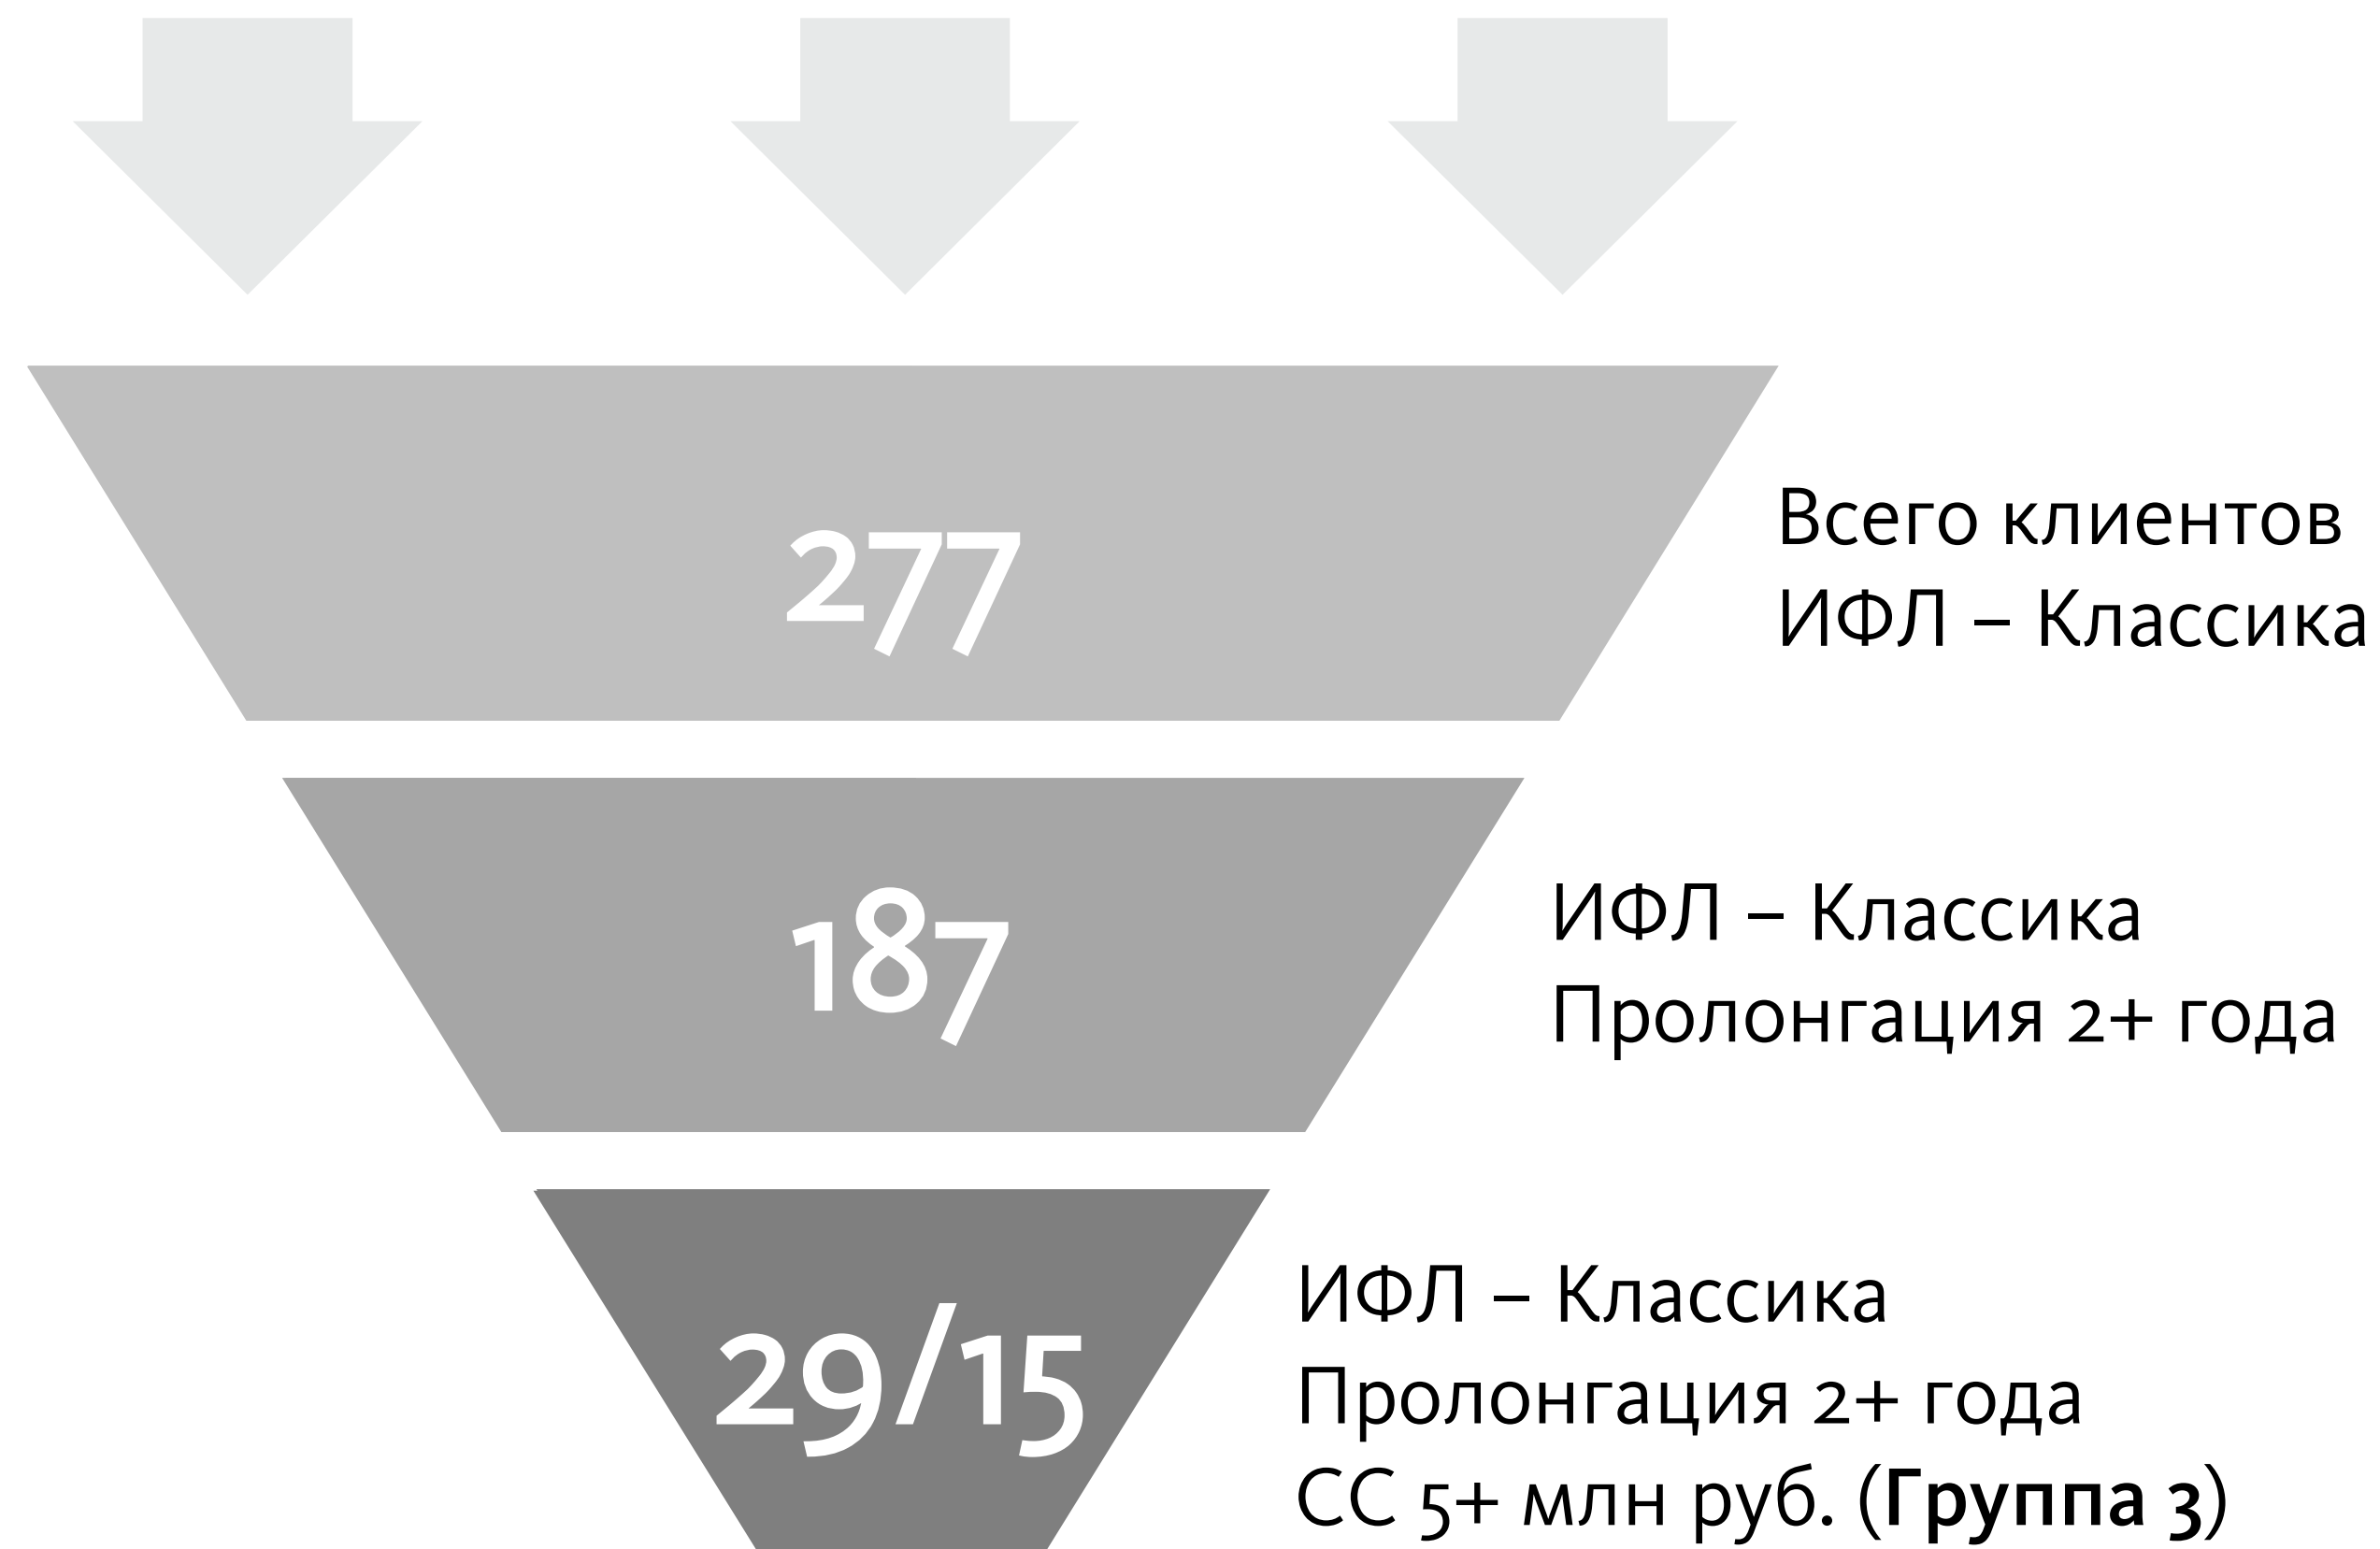 277
Всего клиентов
ИФЛ – Классика
187
ИФЛ – Классика
Пролонгация 2+ года
29/15
ИФЛ – Классика
Пролонгация 2+ года
СС 5+ млн руб. (Группа 3)